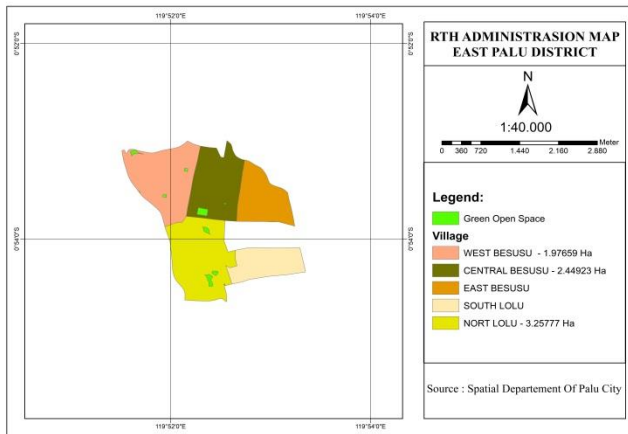 119°52'0"E
119°54'0"E
0°52'0"S
0°52'0"S
0°54'0"S
0°54'0"S
119°52'0"E
119°54'0"E
RTH ADMINISTRASION MAP
EAST PALU DISTRICT
N
1:40.000
Meter
0 360 720 1.440 2.160 2.880
Legend:
Green Open Space
Village
WEST BESUSU - 1.97659 Ha
CENTRAL BESUSU - 2.44923 Ha
EAST BESUSU
SOUTH LOLU
NORT LOLU - 3.25777 Ha
Source : Spatial Departement Of Palu City